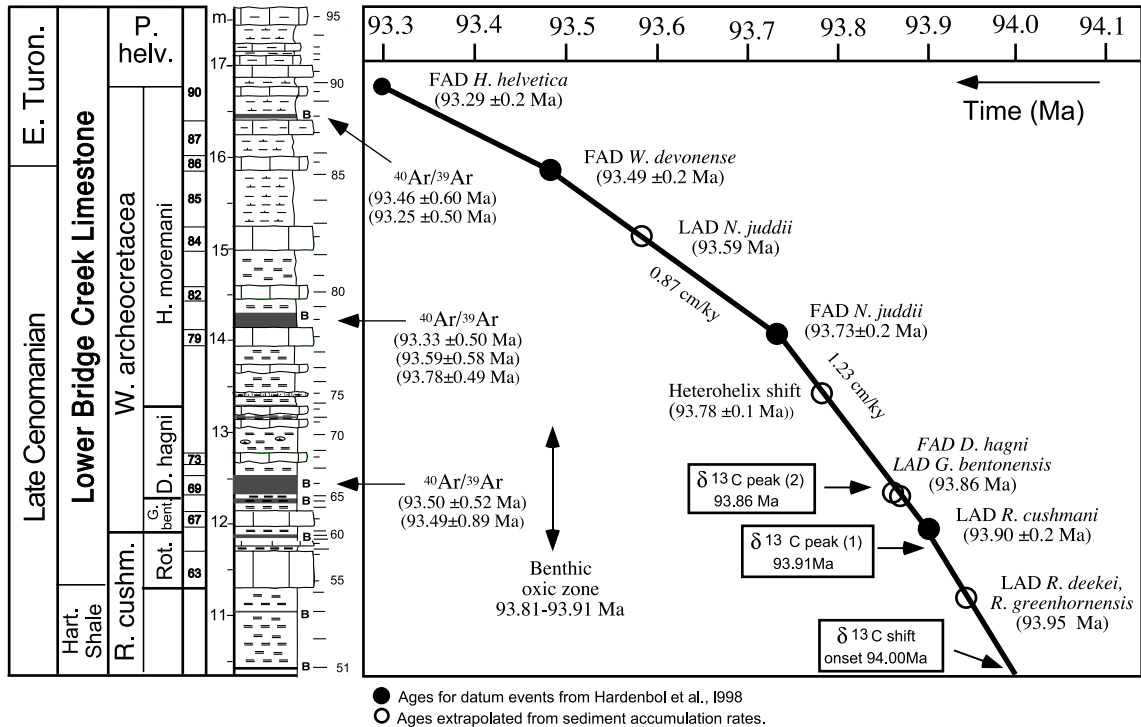 E. Turon.
Late Cenomanian
Lower Bridge Creek Limestone
Hart.
Shale
P.
helv.
W. archeocretacea
R. cushm.
H. moremani
D. hagni
G.
bent.
Rot.
90
87
86
85
84
82
79
73
69
67
63
m
17
16
15
14
13
12
11
95
90
85
80
75
70
65
60
55
51
B
B
B
B
B
B
B
93.3 93.4 93.5 93.6 93.7 93.8 93.9 94.0 94.1
Time (Ma)
FAD H. helvetica
(93.29 ±0.2 Ma)
FAD W. devonense
(93.49 ±0.2 Ma)
40Ar/39Ar
(93.46 ±0.60 Ma)
(93.25 ±0.50 Ma)
LAD N. juddii
(93.59 Ma)
0.87 cm/ky
FAD N. juddii
(93.73±0.2 Ma)
40Ar/39Ar
(93.33 ±0.50 Ma)
(93.59±0.58 Ma)
(93.78±0.49 Ma)
1.23 cm/ky
Heterohelix shift
(93.78 ±0.1 Ma))
FAD D. hagni
LAD G. bentonensis
(93.86 Ma)
δ 13 C peak (2)
93.86 Ma
40Ar/39Ar
(93.50 ±0.52 Ma)
(93.49±0.89 Ma)
LAD R. cushmani
(93.90 ±0.2 Ma)
δ 13 C peak (1)
93.91Ma
Benthic
oxic zone
93.81-93.91 Ma
LAD R. deekei,
R. greenhornensis
(93.95 Ma)
δ 13 C shift
onset 94.00Ma
Ages for datum events from Hardenbol et al., l998
Ages extrapolated from sediment accumulation rates.